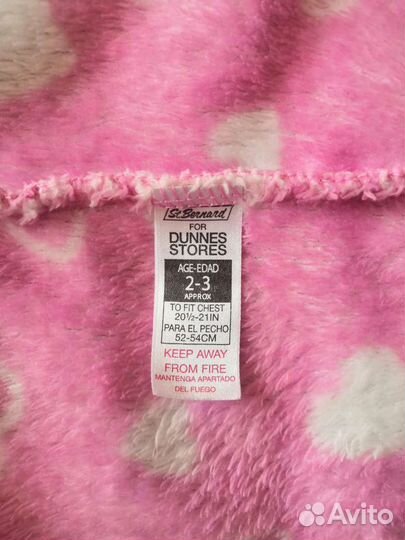 St. Bernard
FOR
DUNNES
STORES
AGE-EDAD
2-3
APPROX
TO FIT CHEST
20½-21IN
PARA EL PECHO
52-54CM
KEEP AWAY
FROM FIRE
MANTENGA APARTADO
DEL FUEGO
Avito